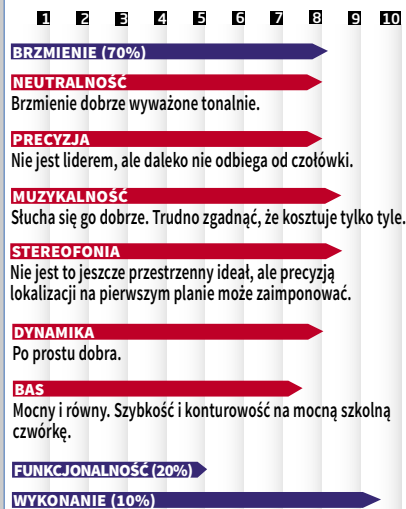 1 2 3 4 5 6 7 8 9 10
BRZMIENIE (70%)
NEUTRALNOŚĆ
Brzmienie dobrze wyważone tonalnie.
PRECYZJA
Nie jest liderem, ale daleko nie odbiega od czołówki.
MUZYKALNOŚĆ
Słucha się go dobrze. Trudno zgadnąć, że kosztuje tylko tyle.
STEREOFONIA
Nie jest to jeszcze przestrzenny ideał, ale precyzją
lokalizacji na pierwszym planie może zaimponować.
DYNAMIKA
Po prostu dobra.
BAS
Mocny i równy. Szybkość i konturowość na mocną szkolną
czwórkę.
FUNKCJONALNOŚĆ (20%)
WYKONANIE (10%)